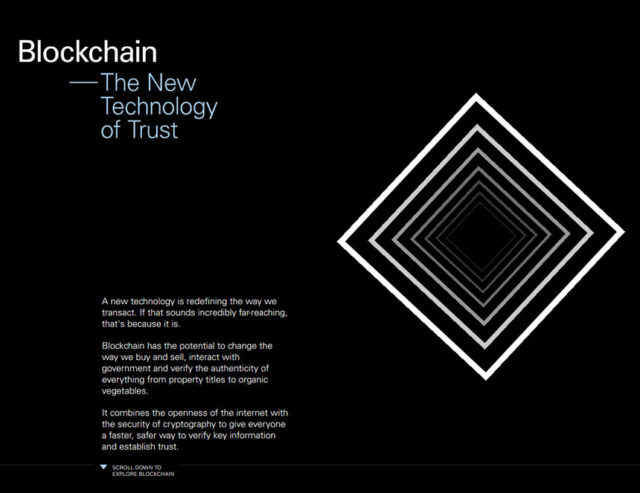 Blockchain
—The New
Technology
of Trust
A new technology is redefining the way we
transact. If that sounds incredibly far-reaching,
that's because it is.
Blockchain has the potential to change the
way we buy and sell, interact with
government and verify the authenticity of
everything from property titles to organic
vegetables.
It combines the openness of the internet with
the security of cryptography to give everyone
a faster, safer way to verify key information
and establish trust.
SCROLL DOWN TO
EXPLORE BLOCKCHAIN